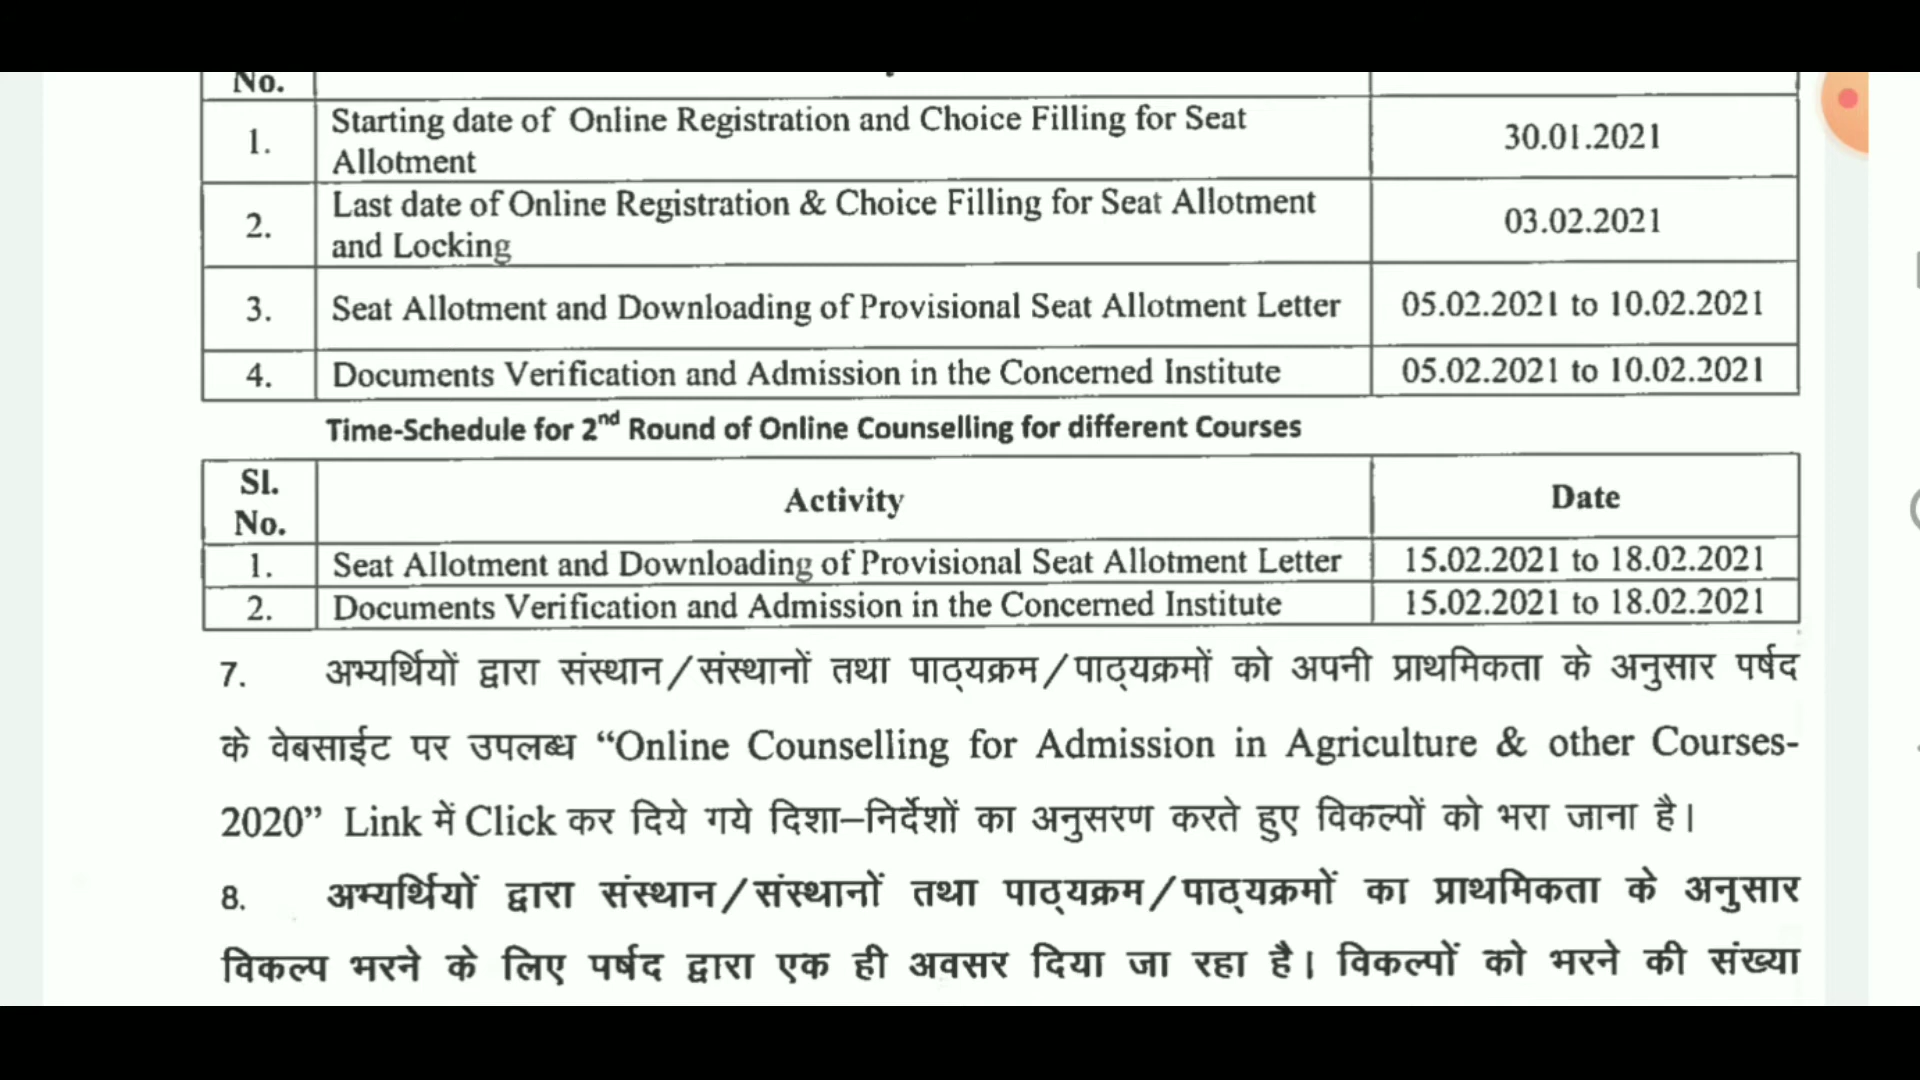 No.
1. Starting date of Online Registration and Choice Filling for Seat
Allotment 30.01.2021
2. Last date of Online Registration & Choice Filling for Seat Allotment
and Locking 03.02.2021
3. Seat Allotment and Downloading of Provisional Seat Allotment Letter 05.02.2021 to 10.02.2021
4. Documents Verification and Admission in the Concerned Institute 05.02.2021 to 10.02.2021
Time-Schedule for 2nd Round of Online Counselling for different Courses
Sl.
No. Activity Date
1. Seat Allotment and Downloading of Provisional Seat Allotment Letter 15.02.2021 to 18.02.2021
2. Documents Verification and Admission in the Concerned Institute 15.02.2021 to 18.02.2021
7. अभ्यर्थियों द्वारा संस्थान/संस्थानों तथा पाठ्यक्रम/पाठ्यक्रमों को अपनी प्राथमिकता के अनुसार पर्षद
के वेबसाईट पर उपलब्ध “Online Counselling for Admission in Agriculture & other Courses-
2020” Link में Click कर दिये गये दिशा–निर्देशों का अनुसरण करते हुए विकल्पों को भरा जाना है।
8. अभ्यर्थियों द्वारा संस्थान/संस्थानों तथा पाठ्यक्रम/पाठ्यक्रमों का प्राथमिकता के अनुसार
विकल्प भरने के लिए पर्षद द्वारा एक ही अवसर दिया जा रहा है। विकल्पों को भरने की संख्या